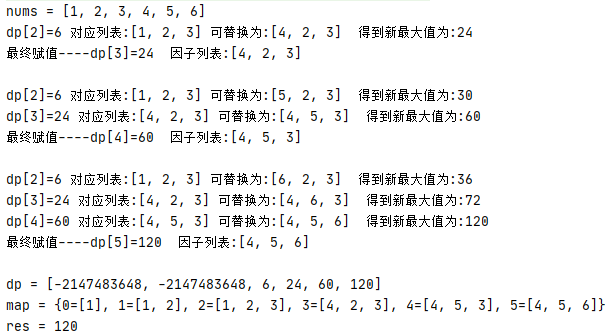 nums = [1, 2, 3, 4, 5, 6]
dp[2]=6 对应列表:[1, 2, 3] 可替换为:[4, 2, 3]  得到新最大值为:24
最终赋值----dp[3]=24  因子列表:[4, 2, 3]
dp[2]=6 对应列表:[1, 2, 3] 可替换为:[5, 2, 3]  得到新最大值为:30
dp[3]=24 对应列表:[4, 2, 3] 可替换为:[4, 5, 3]  得到新最大值为:60
最终赋值----dp[4]=60  因子列表:[4, 5, 3]
dp[2]=6 对应列表:[1, 2, 3] 可替换为:[6, 2, 3]  得到新最大值为:36
dp[3]=24 对应列表:[4, 2, 3] 可替换为:[4, 6, 3]  得到新最大值为:72
dp[4]=60 对应列表:[4, 5, 3] 可替换为:[4, 5, 6]  得到新最大值为:120
最终赋值----dp[5]=120  因子列表:[4, 5, 6]
dp = [-2147483648, -2147483648, 6, 24, 60, 120]
map = {0=[1], 1=[1, 2], 2=[1, 2, 3], 3=[4, 2, 3], 4=[4, 5, 3], 5=[4, 5, 6]}
res = 120